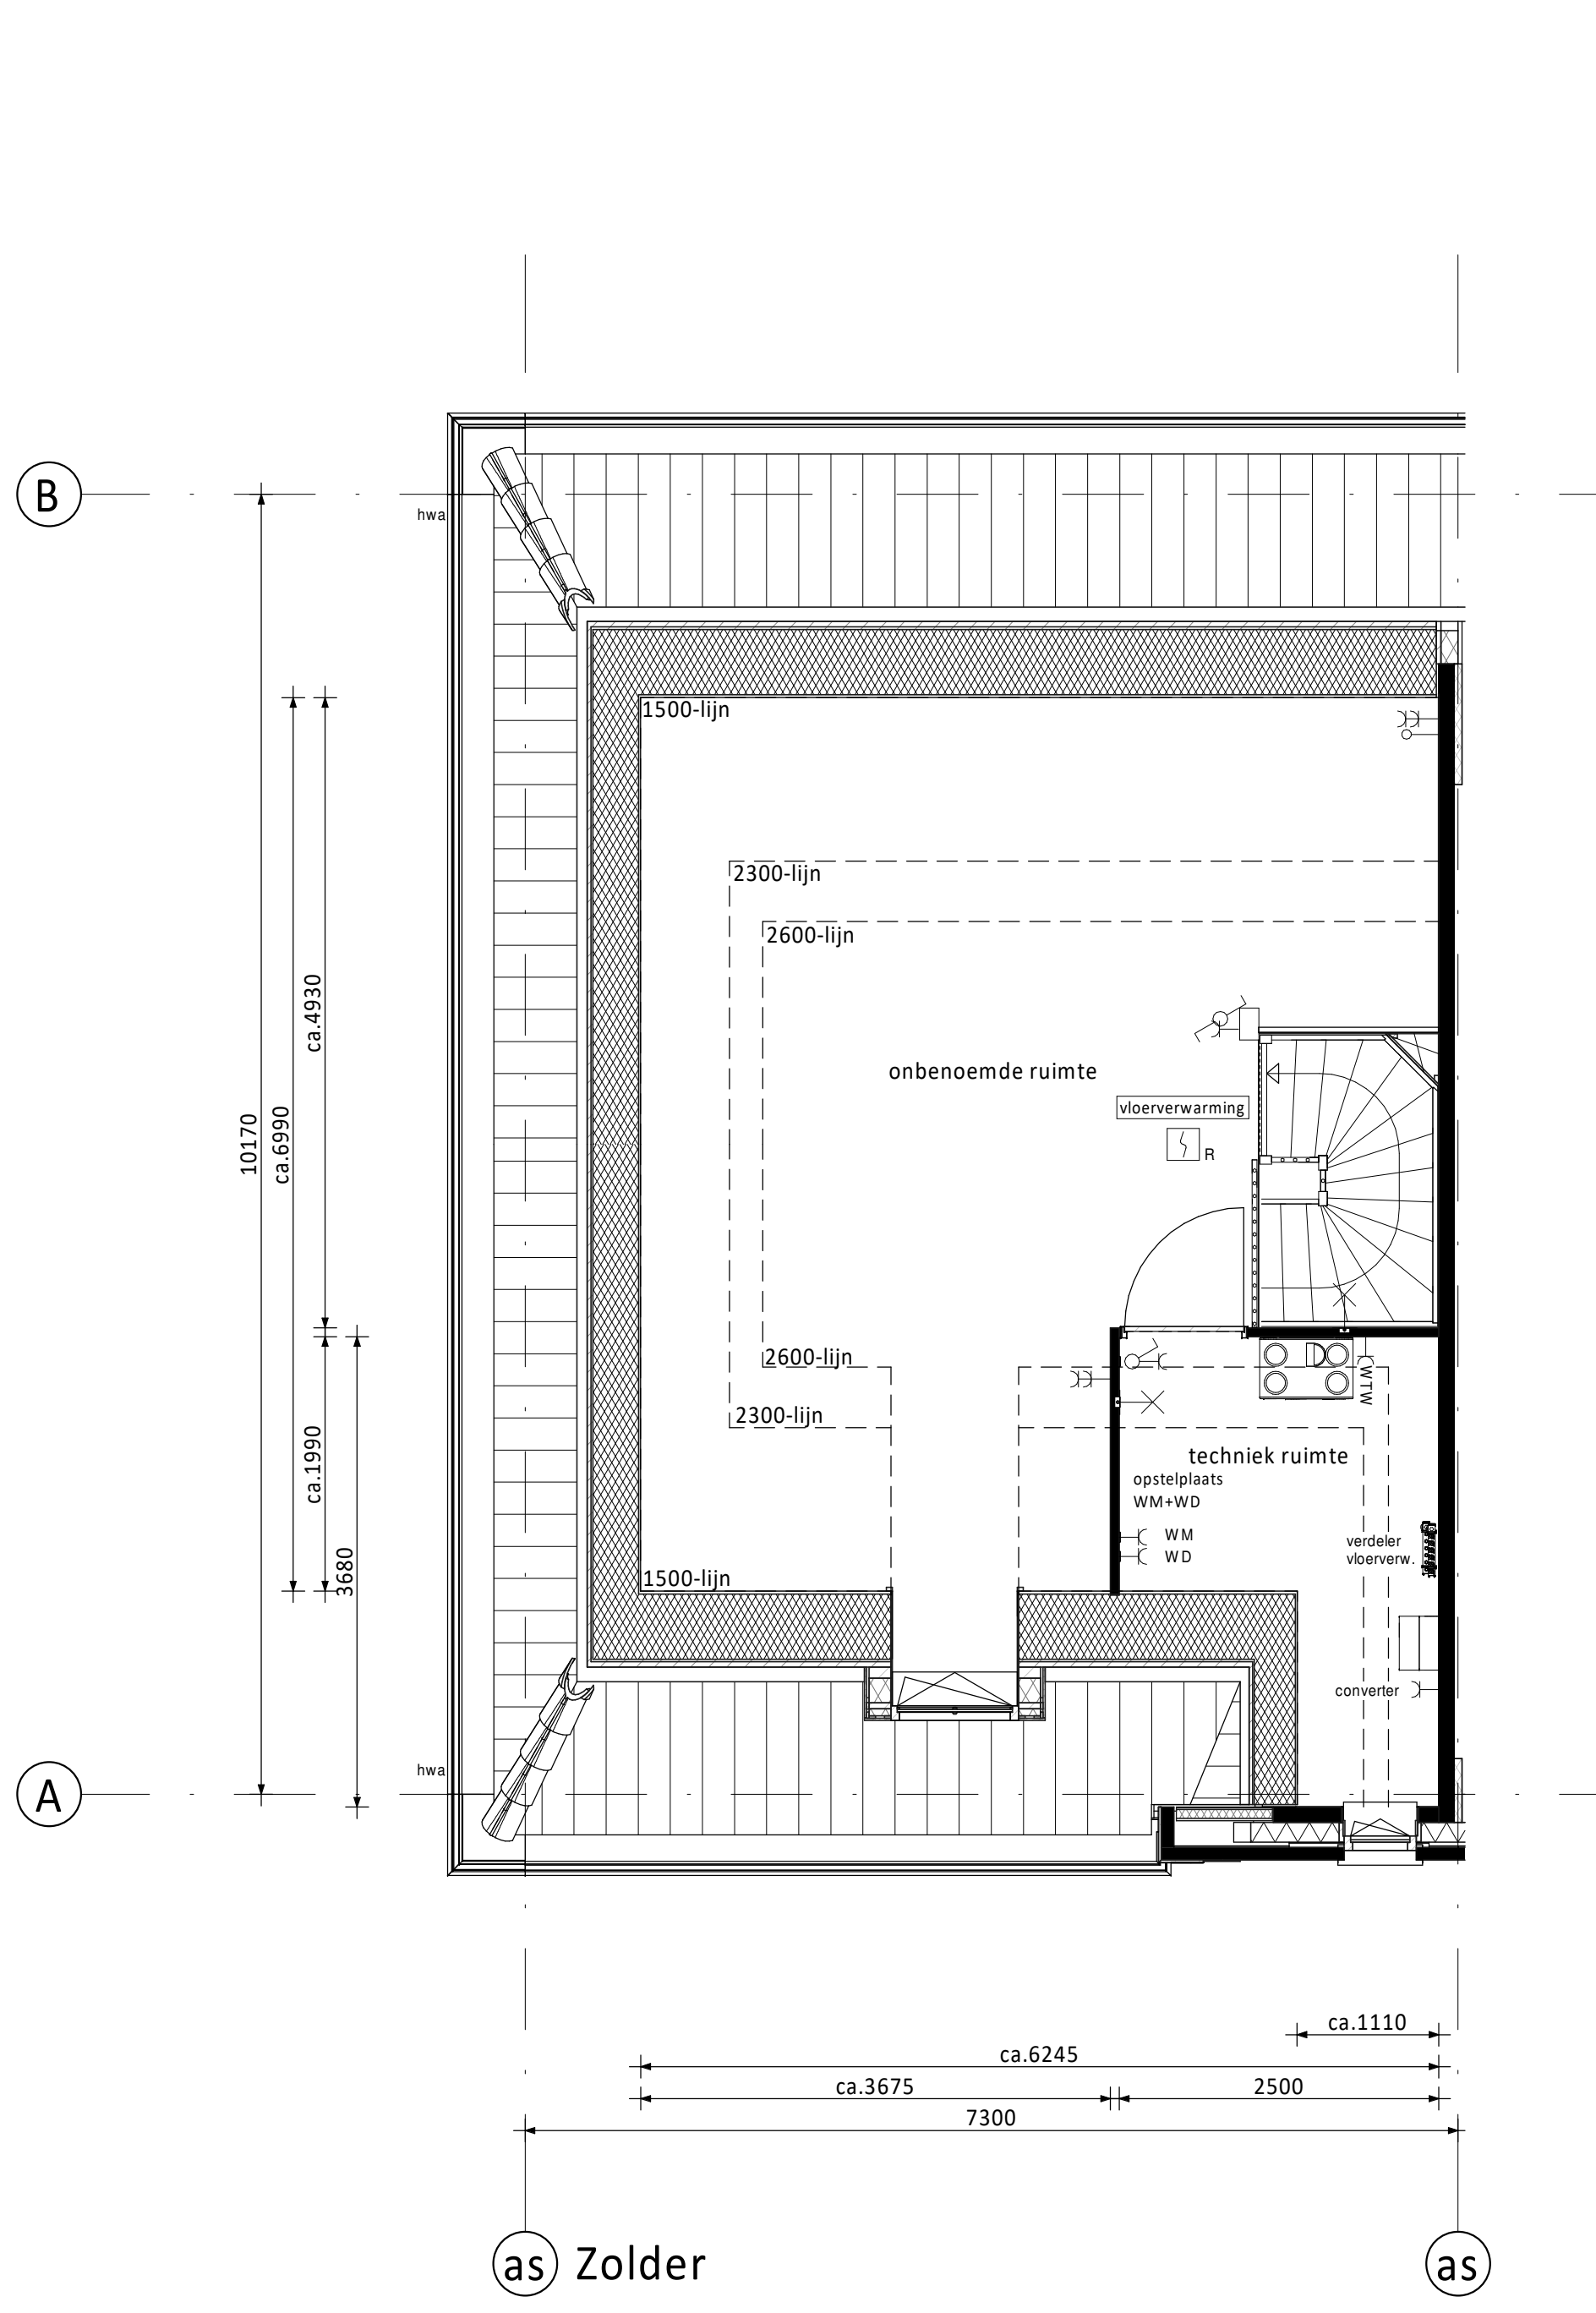 B
hwa
1500-lijn
2300-lijn
2600-lijn
ca.4930
onbenoemde ruimte
vloerverwarming
R
10170
ca.6990
2600-lijn
WTW
2300-lijn
techniek ruimte
opstelplaats
WM+WD
ca.1990
WM
WD
verdeler
vloerverw.
3680
1500-lijn
converter
hwa
A
ca.1110
ca.6245
ca.3675
2500
7300
as
Zolder
as